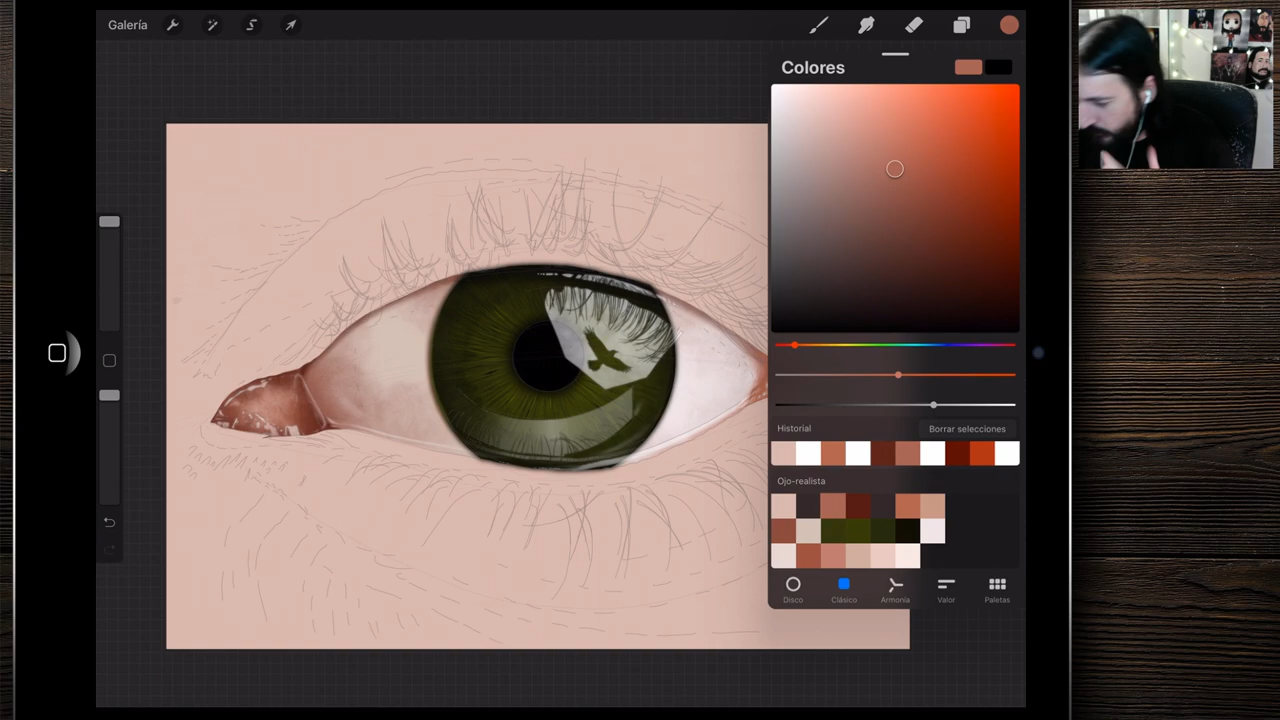 Galería
Colores
Historial
Borrar selecciones
Ojo-realista
Disco
Clásico
Armonía
Valor
Paletas